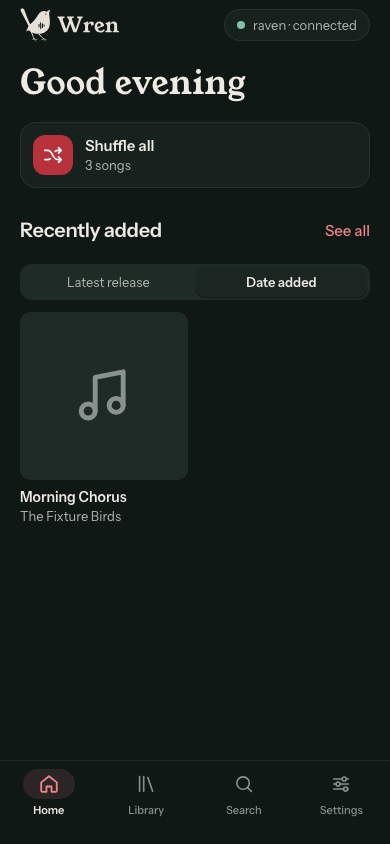 Wren
raven · connected
Good evening
Shuffle all
3 songs
Recently added
See all
Latest release
Date added
Morning Chorus
The Fixture Birds
Home
Library
Search
Settings